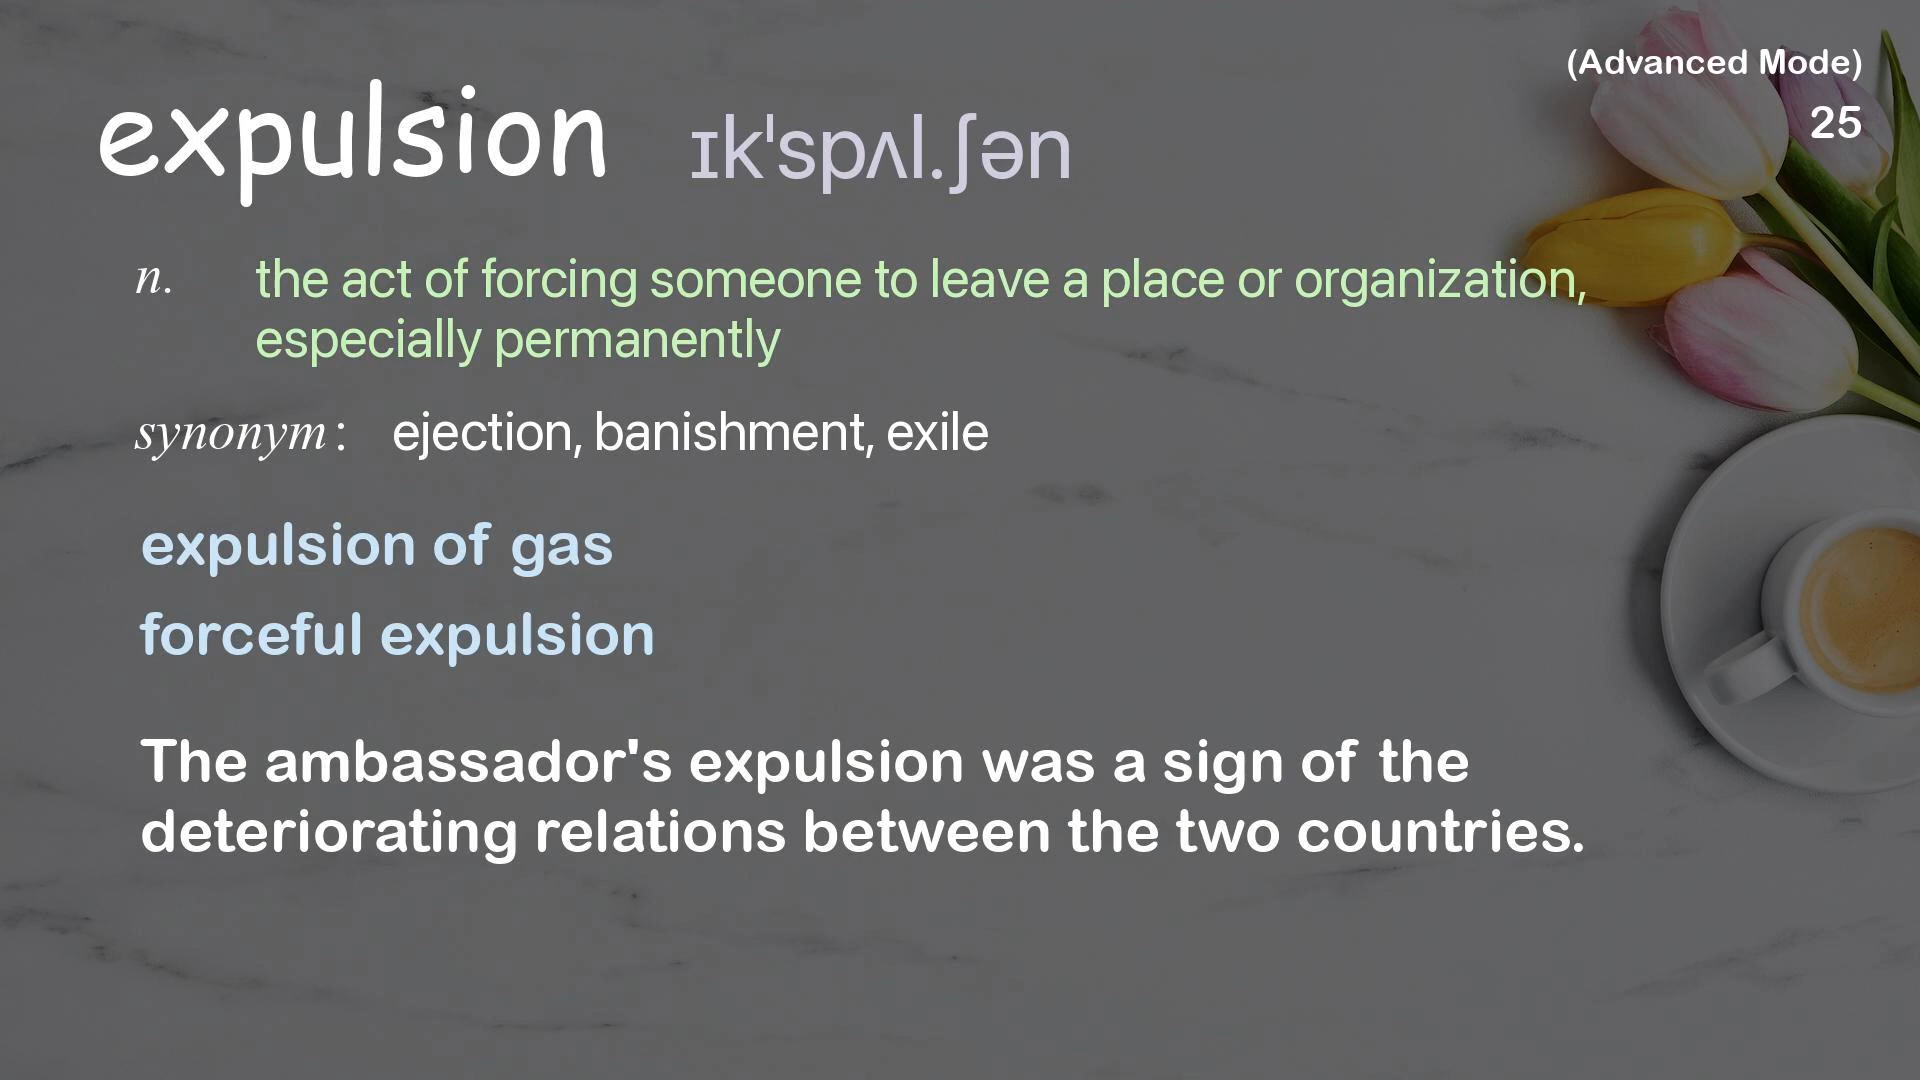 (Advanced Mode)
25
expulsion ɪkˈspʌl.ʃən
n. the act of forcing someone to leave a place or organization,
especially permanently
synonym: ejection, banishment, exile
expulsion of gas
forceful expulsion
The ambassador's expulsion was a sign of the
deteriorating relations between the two countries.